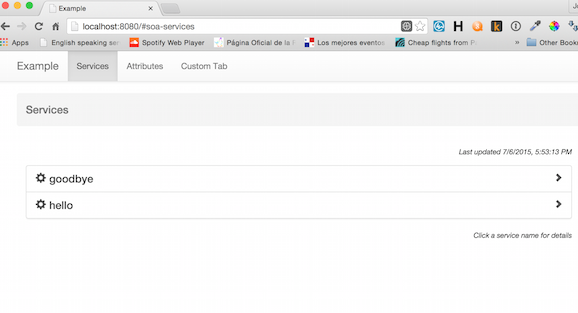 Example
localhost:8080/#soa-services
Apps English speaking ser Spotify Web Player Página Oficial de la Los mejores eventos Cheap flights from P Other Book
Example Services Attributes Custom Tab
Services
Last updated 7/6/2015, 5:53:13 PM
goodbye
hello
Click a service name for details